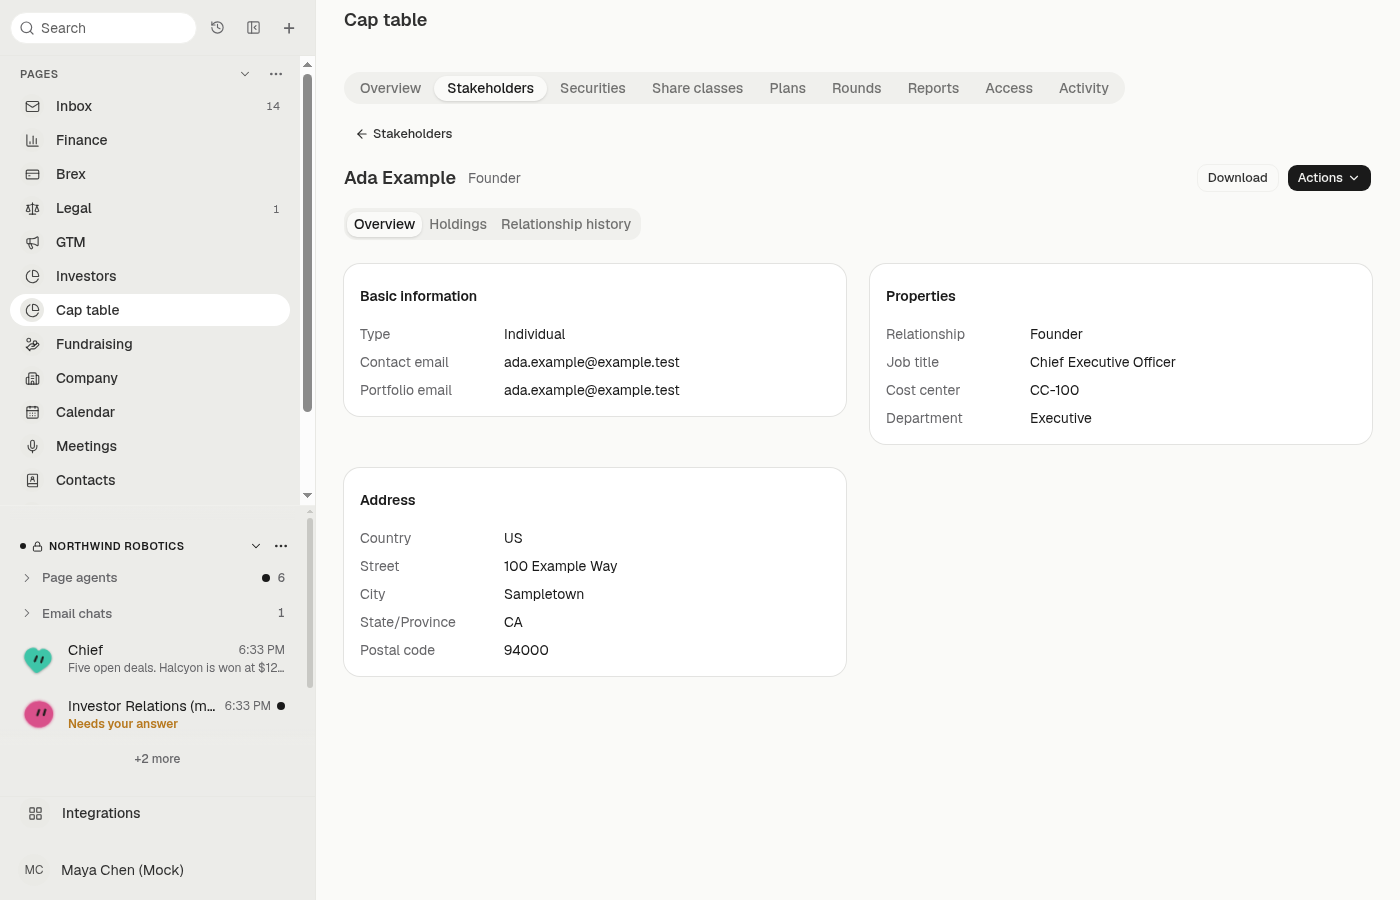 Search
PAGES
Inbox 14
Finance
Brex
Legal 1
GTM
Investors
Cap table
Fundraising
Company
Calendar
Meetings
Contacts
NORTHWIND ROBOTICS
Page agents 6
Email chats 1
Chief 6:33 PM
Five open deals. Halcyon is won at $12...
Investor Relations (m... 6:33 PM
Needs your answer
+2 more
Integrations
MC Maya Chen (Mock)
Cap table
Overview Stakeholders Securities Share classes Plans Rounds Reports Access Activity
Stakeholders
Ada Example Founder Download Actions
Overview Holdings Relationship history
Basic information
Type Individual
Contact email ada.example@example.test
Portfolio email ada.example@example.test
Properties
Relationship Founder
Job title Chief Executive Officer
Cost center CC-100
Department Executive
Address
Country US
Street 100 Example Way
City Sampletown
State/Province CA
Postal code 94000